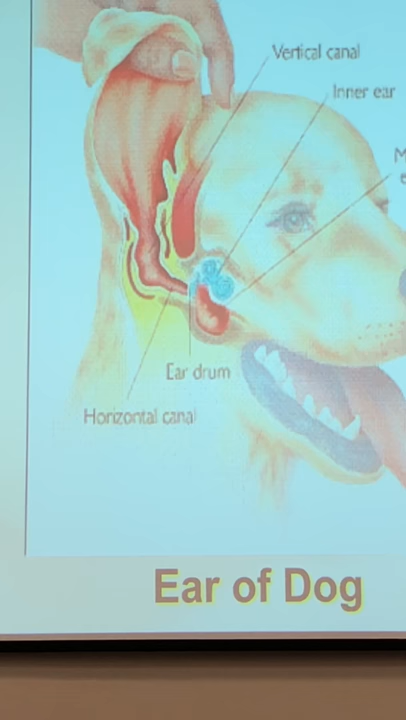 Vertical canal
Inner ear
M
e
Ear drum
Horizontal canal
Ear of Dog